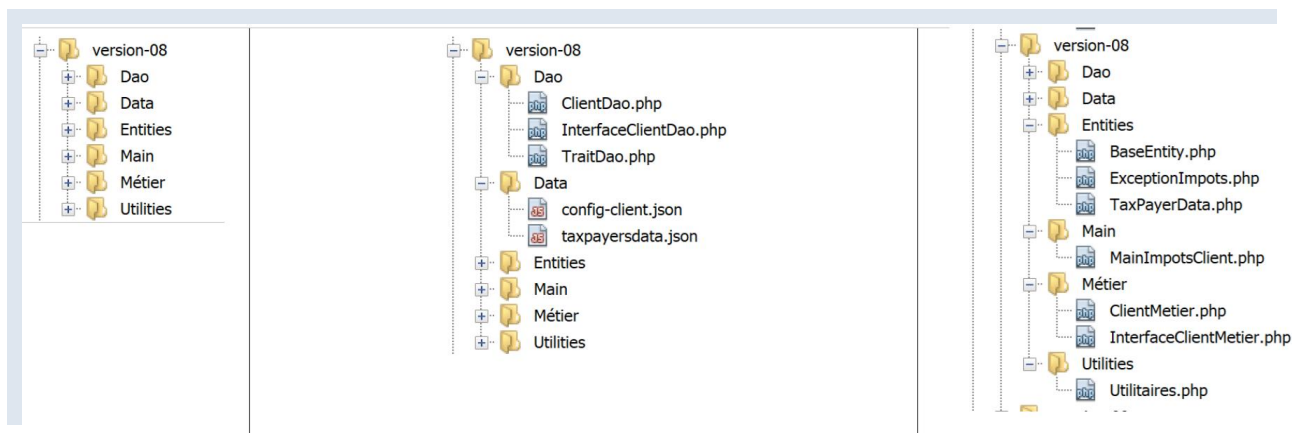 version-08
Dao
Data
Entities
Main
Métier
Utilities
version-08
Dao
ClientDao.php
InterfaceClientDao.php
TraitDao.php
Data
config-client.json
taxpayersdata.json
Entities
Main
Métier
Utilities
version-08
Dao
Data
Entities
BaseEntity.php
ExceptionImpots.php
TaxPayerData.php
Main
MainImpotsClient.php
Métier
ClientMetier.php
InterfaceClientMetier.php
Utilities
Utilitaires.php